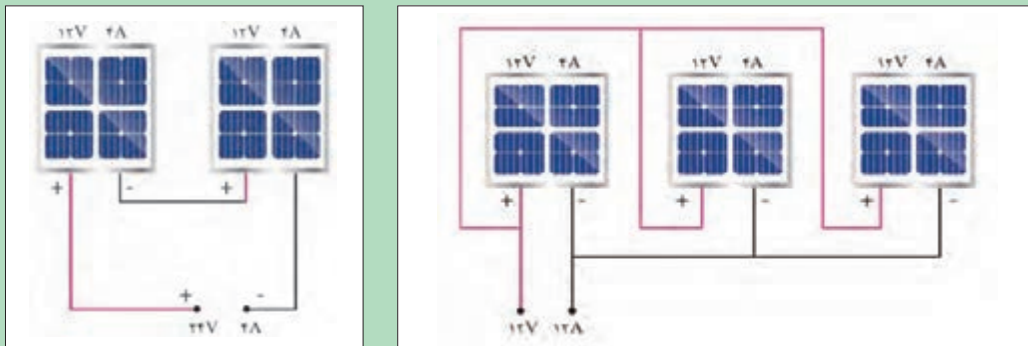 ۱۲V ۴A ۱۲V ۴A
+ - + -
+ -
۲۴V ۴A
۱۲V ۴A ۱۲V ۴A ۱۲V ۴A
+ - + - + -
۱۲V ۱۲A